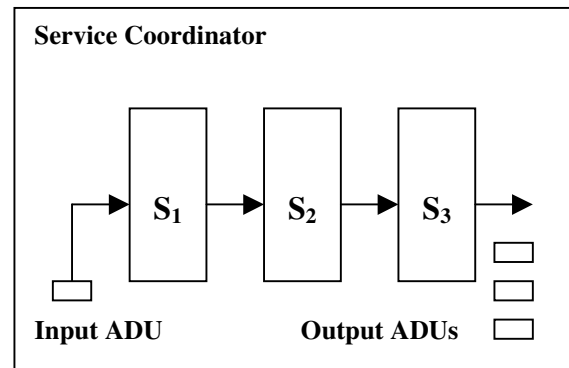 Service Coordinator
S₁ S₂ S₃
Input ADU Output ADUs